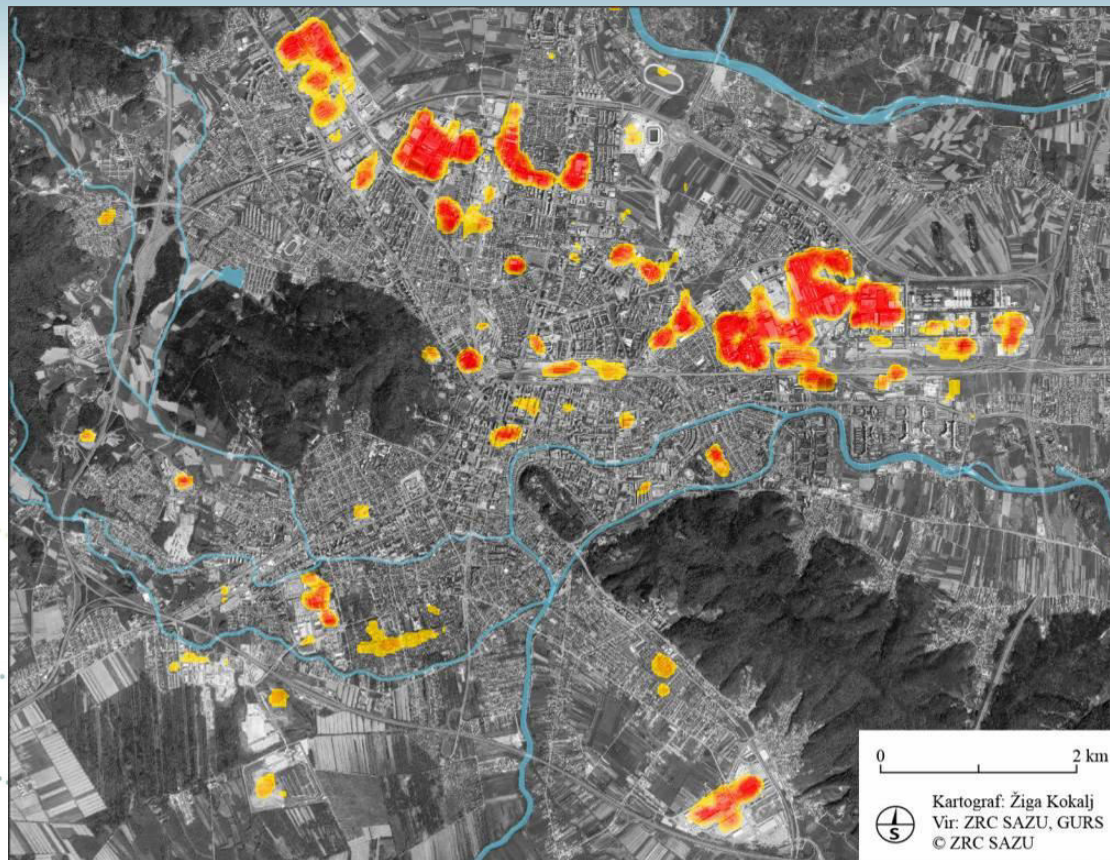 0 2 km
S
Kartograf: Žiga Kokalj
Vir: ZRC SAZU, GURS
© ZRC SAZU